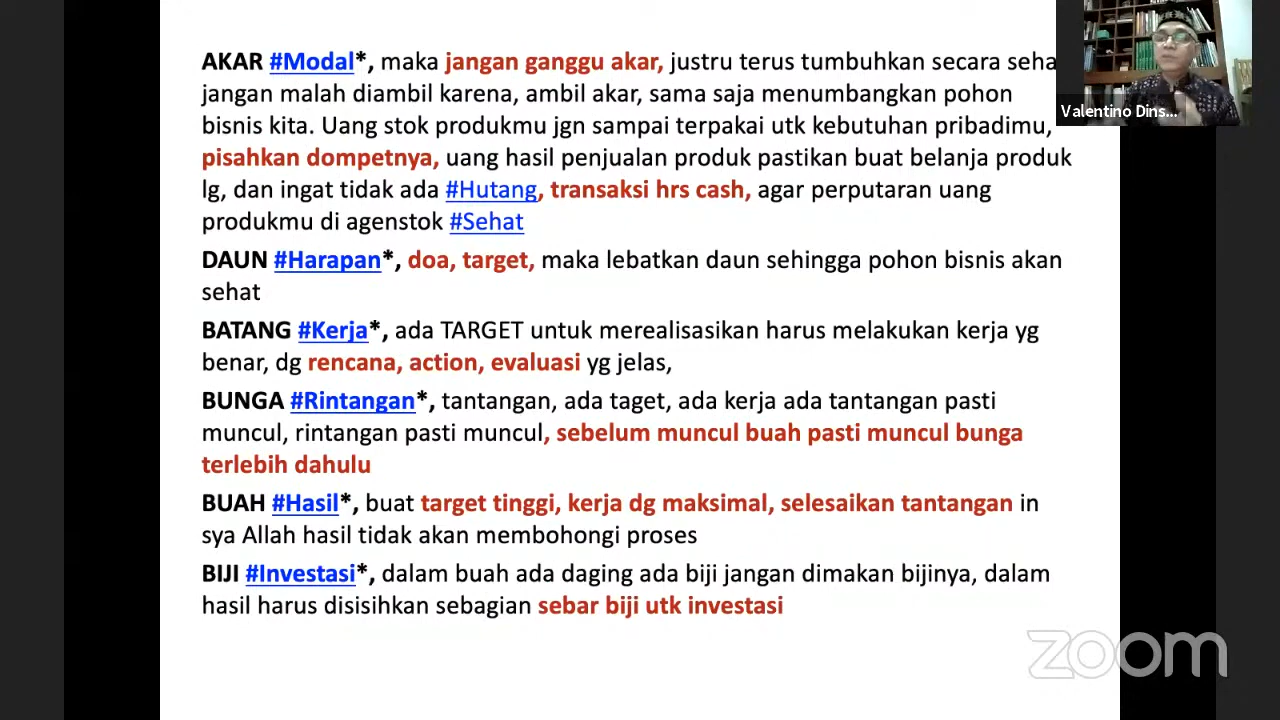 AKAR #Modal*, maka jangan ganggu akar, justru terus tumbuhkan secara seha
jangan malah diambil karena, ambil akar, sama saja menumbangkan pohon
bisnis kita. Uang stok produkmu jgn sampai terpakai utk kebutuhan pribadimu,
pisahkan dompetnya, uang hasil penjualan produk pastikan buat belanja produk
lg, dan ingat tidak ada #Hutang, transaksi hrs cash, agar perputaran uang
produkmu di agenstok #Sehat
DAUN #Harapan*, doa, target, maka lebatkan daun sehingga pohon bisnis akan
sehat
BATANG #Kerja*, ada TARGET untuk merealisasikan harus melakukan kerja yg
benar, dg rencana, action, evaluasi yg jelas,
BUNGA #Rintangan*, tantangan, ada taget, ada kerja ada tantangan pasti
muncul, rintangan pasti muncul, sebelum muncul buah pasti muncul bunga
terlebih dahulu
BUAH #Hasil*, buat target tinggi, kerja dg maksimal, selesaikan tantangan in
sya Allah hasil tidak akan membohongi proses
BIJI #Investasi*, dalam buah ada daging ada biji jangan dimakan bijinya, dalam
hasil harus disisihkan sebagian sebar biji utk investasi
Valentino Dins...
zoom